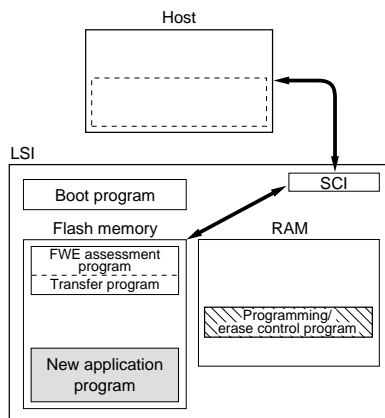 Host
LSI
SCI
Boot program
Flash memory
RAM
FWE assessment
program
Transfer program
Programming/
erase control program
New application
program